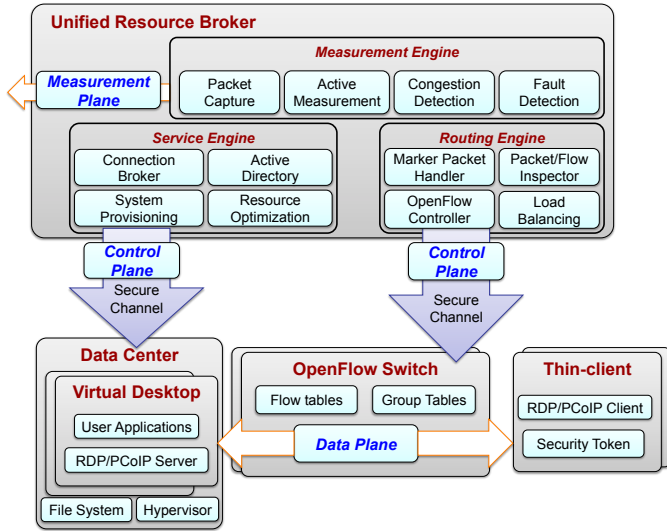 Unified Resource Broker
Measurement Engine
Measurement
Plane
Packet
Capture
Active
Measurement
Congestion
Detection
Fault
Detection
Service Engine
Connection
Broker
Active
Directory
System
Provisioning
Resource
Optimization
Routing Engine
Marker Packet
Handler
Packet/Flow
Inspector
OpenFlow
Controller
Load
Balancing
Control
Plane
Secure
Channel
Control
Plane
Secure
Channel
Data Center
Virtual Desktop
User Applications
RDP/PCoIP Server
File System
Hypervisor
OpenFlow Switch
Flow tables
Group Tables
Data Plane
Thin-client
RDP/PCoIP Client
Security Token